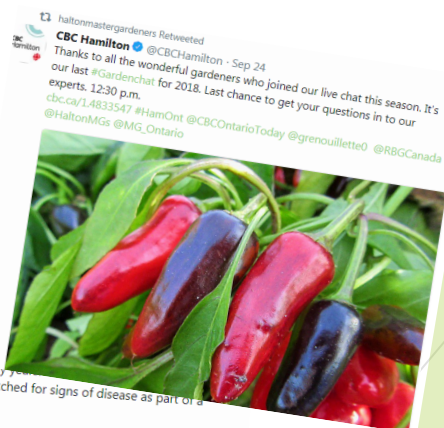 haltonmastergardeners Retweeted
CBC Hamilton @CBCHamilton · Sep 24
Thanks to all the wonderful gardeners who joined our live chat this season. It's
our last #Gardenchat for 2018. Last chance to get your questions in to our
experts. 12:30 p.m.
cbc.ca/1.4833547 #HamOnt @CBCOntarioToday @grenouillette0 @RBGCanada
@HaltonMGs @MG_Ontario
CBC
Hamilton
for signs of disease as part of a